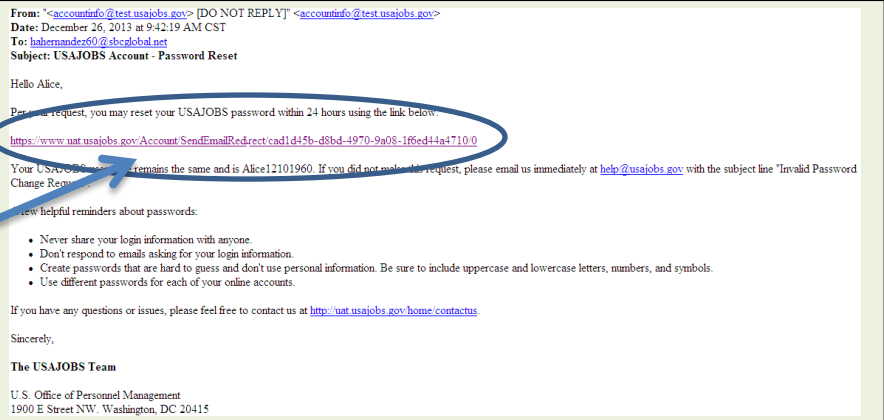 From: "<accountinfo@test.usajobs.gov> [DO NOT REPLY]" <accountinfo@test.usajobs.gov>
Date: December 26, 2013 at 9:42:19 AM CST
To: hahernandez60@sbcglobal.net
Subject: USAJOBS Account - Password Reset
Hello Alice,
Per your request, you may reset your USAJOBS password within 24 hours using the link below:
https://www.uat.usajobs.gov/Account/SendEmailRedirect/cad1d45b-d8bd-4970-9a08-1f6ed44a4710/0
Your USAJOBS remains the same and is Alice12101960. If you did not make this request, please email us immediately at help@usajobs.gov with the subject line "Invalid Password
Change Request".
few helpful reminders about passwords:
• Never share your login information with anyone.
• Don't respond to emails asking for your login information.
• Create passwords that are hard to guess and don't use personal information. Be sure to include uppercase and lowercase letters, numbers, and symbols.
• Use different passwords for each of your online accounts.
If you have any questions or issues, please feel free to contact us at http://uat.usajobs.gov/home/contactus.
Sincerely,
The USAJOBS Team
U.S. Office of Personnel Management
1900 E Street NW. Washington, DC 20415